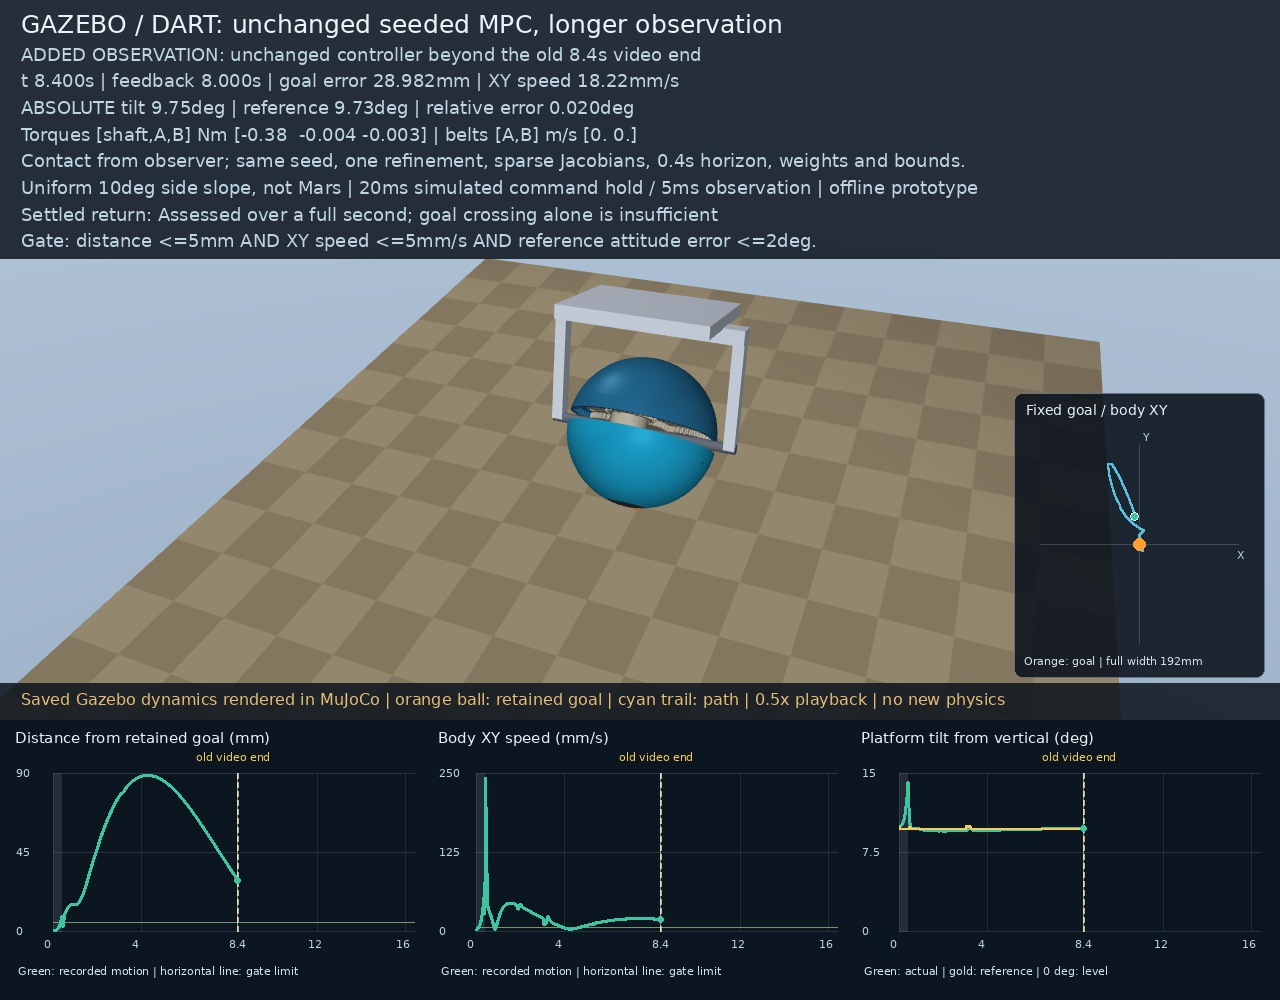 GAZEBO / DART: unchanged seeded MPC, longer observation
ADDED OBSERVATION: unchanged controller beyond the old 8.4s video end
t 8.400s | feedback 8.000s | goal error 28.982mm | XY speed 18.22mm/s
ABSOLUTE tilt 9.75deg | reference 9.73deg | relative error 0.020deg
Torques [shaft,A,B] Nm [-0.38  -0.004 -0.003] | belts [A,B] m/s [0. 0.]
Contact from observer; same seed, one refinement, sparse Jacobians, 0.4s horizon, weights and bounds.
Uniform 10deg side slope, not Mars | 20ms simulated command hold / 5ms observation | offline prototype
Settled return: Assessed over a full second; goal crossing alone is insufficient
Gate: distance <=5mm AND XY speed <=5mm/s AND reference attitude error <=2deg.
Fixed goal / body XY
Y
X
Orange: goal | full width 192mm
Saved Gazebo dynamics rendered in MuJoCo | orange ball: retained goal | cyan trail: path | 0.5x playback | no new physics
Distance from retained goal (mm)
old video end
90
45
0
0
4
8.4
12
16
Green: recorded motion | horizontal line: gate limit
Body XY speed (mm/s)
old video end
250
125
0
0
4
8.4
12
16
Green: recorded motion | horizontal line: gate limit
Platform tilt from vertical (deg)
old video end
15
7.5
0
0
4
8.4
12
16
Green: actual | gold: reference | 0 deg: level